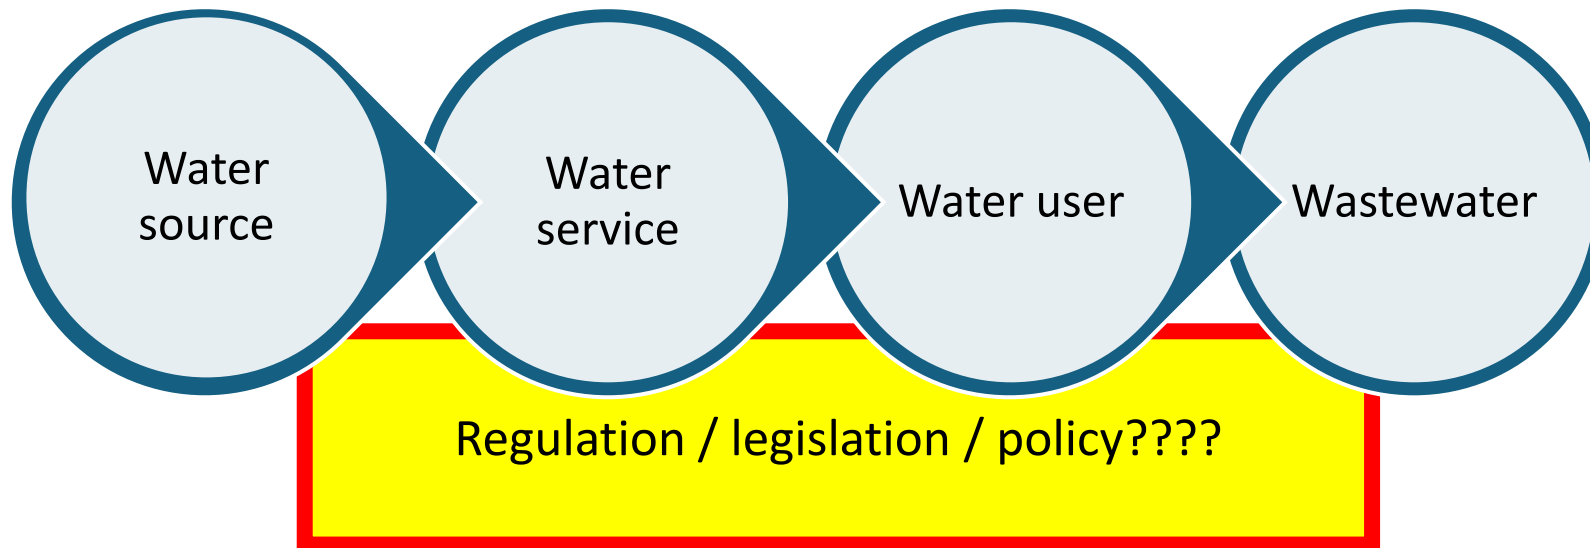 Water
source
Water
service
Water user
Wastewater
Regulation / legislation / policy????